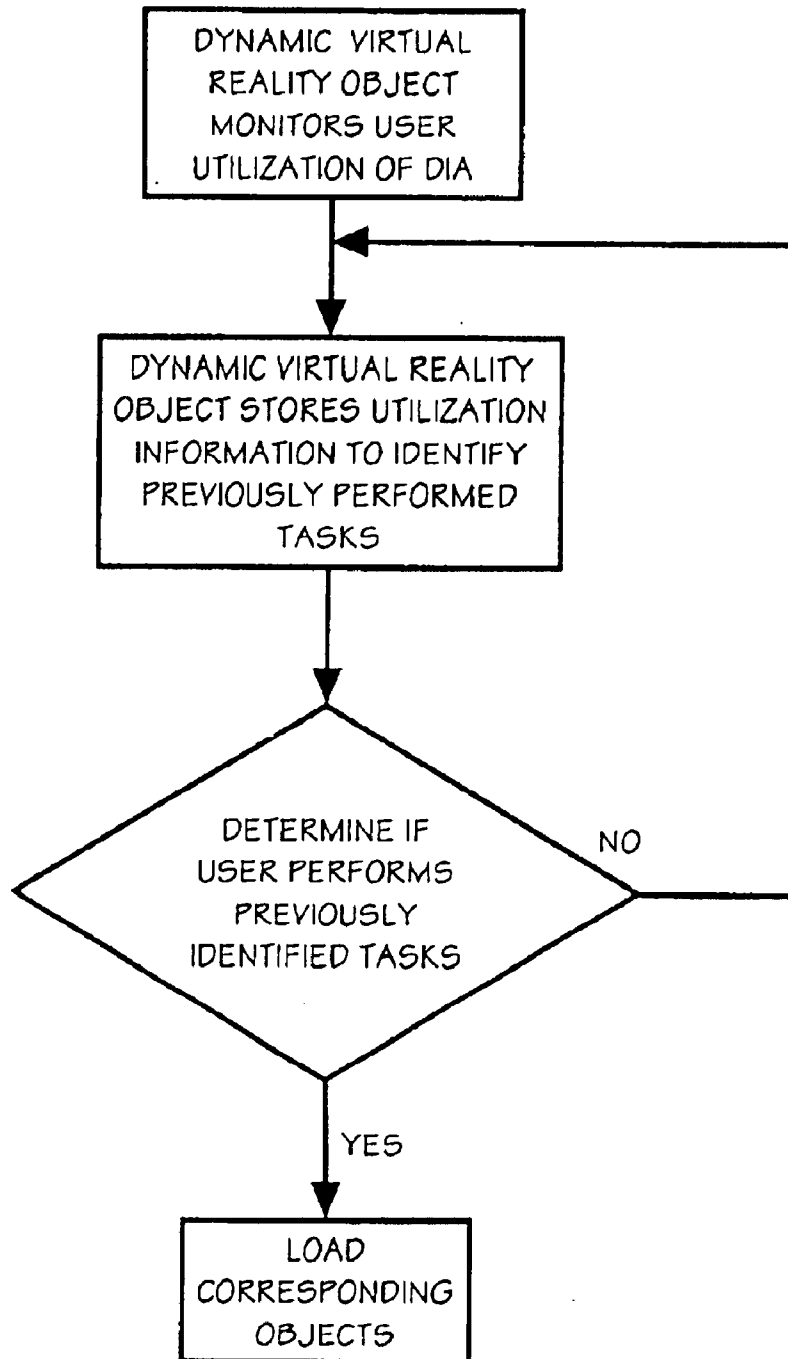 DYNAMIC VIRTUAL
REALITY OBJECT
MONITORS USER
UTILIZATION OF DIA
DYNAMIC VIRTUAL REALITY
OBJECT STORES UTILIZATION
INFORMATION TO IDENTIFY
PREVIOUSLY PERFORMED
TASKS
DETERMINE IF
USER PERFORMS
PREVIOUSLY
IDENTIFIED TASKS
NO
YES
LOAD
CORRESPONDING
OBJECTS